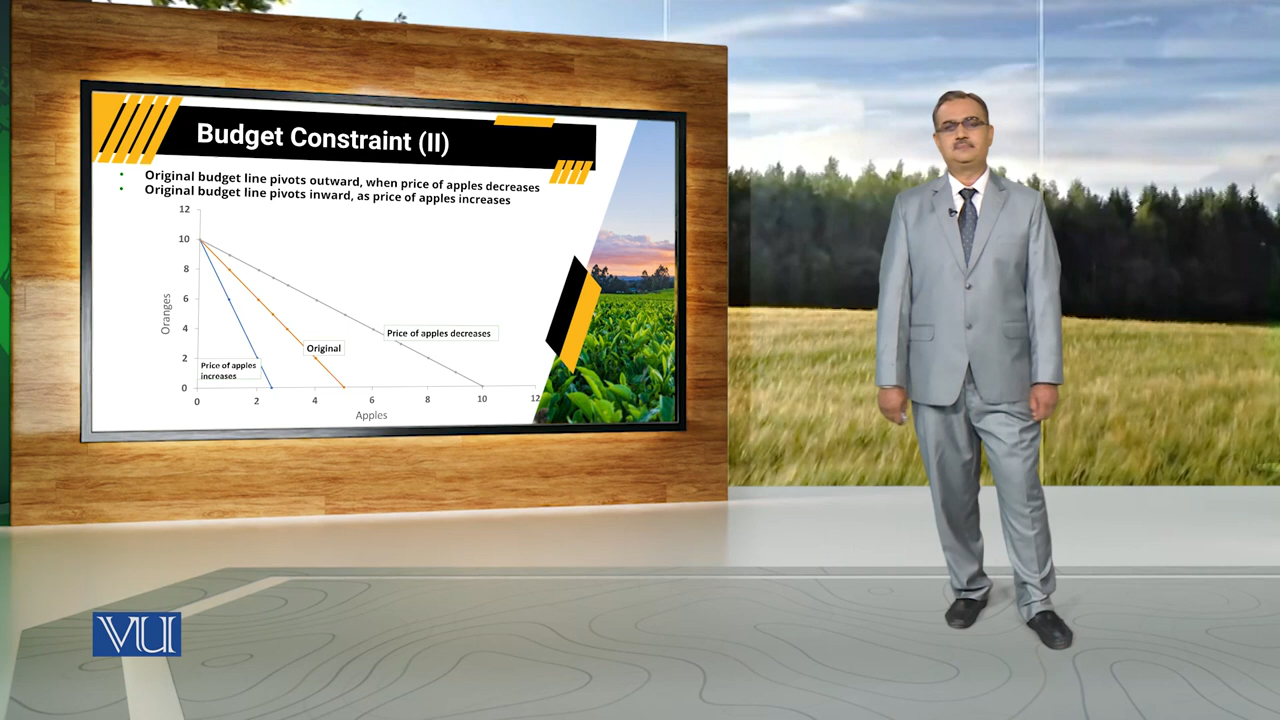 Budget Constraint (II)
• Original budget line pivots outward, when price of apples decreases
• Original budget line pivots inward, as price of apples increases
12
10
8
6
4
2
0
Oranges
Price of apples decreases
Original
Price of apples
increases
0 2 4 6 8 10 12
Apples
VU